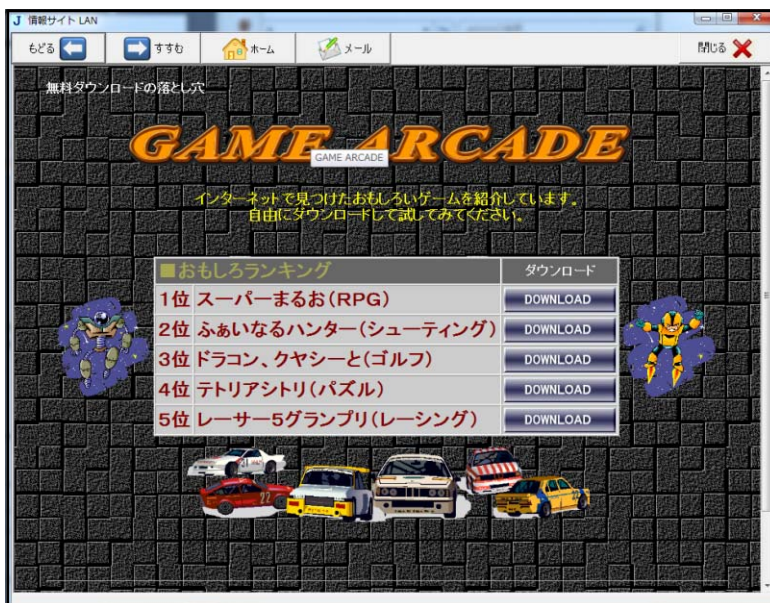 J 情報サイト LAN
もどる すすむ ホーム メール 閉じる
無料ダウンロードの落とし穴
GAME ARCADE
GAME ARCADE
インターネットで見つけたおもしろいゲームを紹介しています。
自由にダウンロードして試してみてください。
■おもしろランキング ダウンロード
1位 スーパーまるお(RPG) DOWNLOAD
2位 ふぁいなるハンター(シューティング) DOWNLOAD
3位 ドラコン、クヤシーと(ゴルフ) DOWNLOAD
4位 テトリアシトリ(パズル) DOWNLOAD
5位 レーサー5グランプリ(レーシング) DOWNLOAD
22